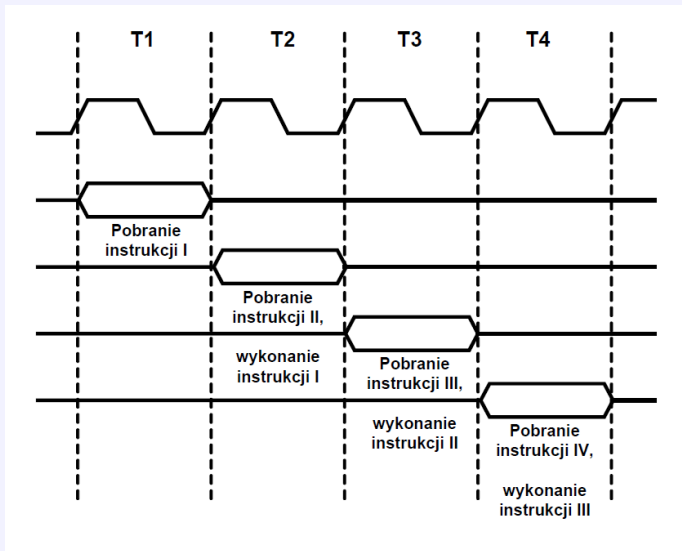 T1 T2 T3 T4
Pobranie
instrukcji I
Pobranie
instrukcji II,
wykonanie
instrukcji I
Pobranie
instrukcji III,
wykonanie
instrukcji II
Pobranie
instrukcji IV,
wykonanie
instrukcji III